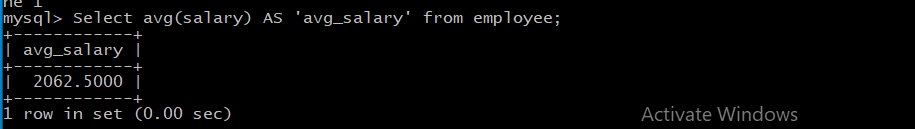 mysql> Select avg(salary) AS 'avg_salary' from employee;
+------------+
| avg_salary |
+------------+
|  2062.5000 |
+------------+
1 row in set (0.00 sec)
Activate Windows